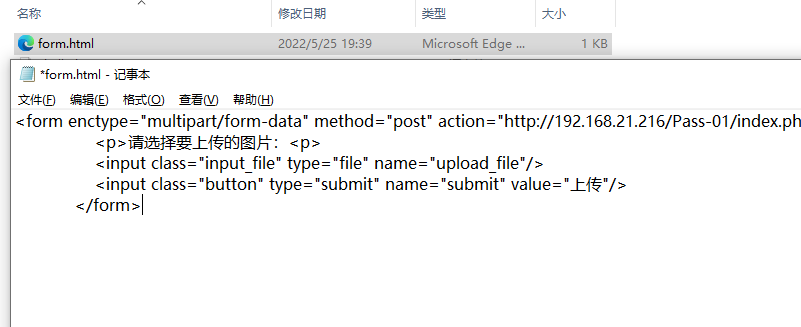 名称 修改日期 类型 大小
form.html 2022/5/25 19:39 Microsoft Edge ... 1 KB
*form.html - 记事本
文件(F) 编辑(E) 格式(O) 查看(V) 帮助(H)
<form enctype="multipart/form-data" method="post" action="http://192.168.21.216/Pass-01/index.ph
<p>请选择要上传的图片：<p>
<input class="input_file" type="file" name="upload_file"/>
<input class="button" type="submit" name="submit" value="上传"/>
</form>